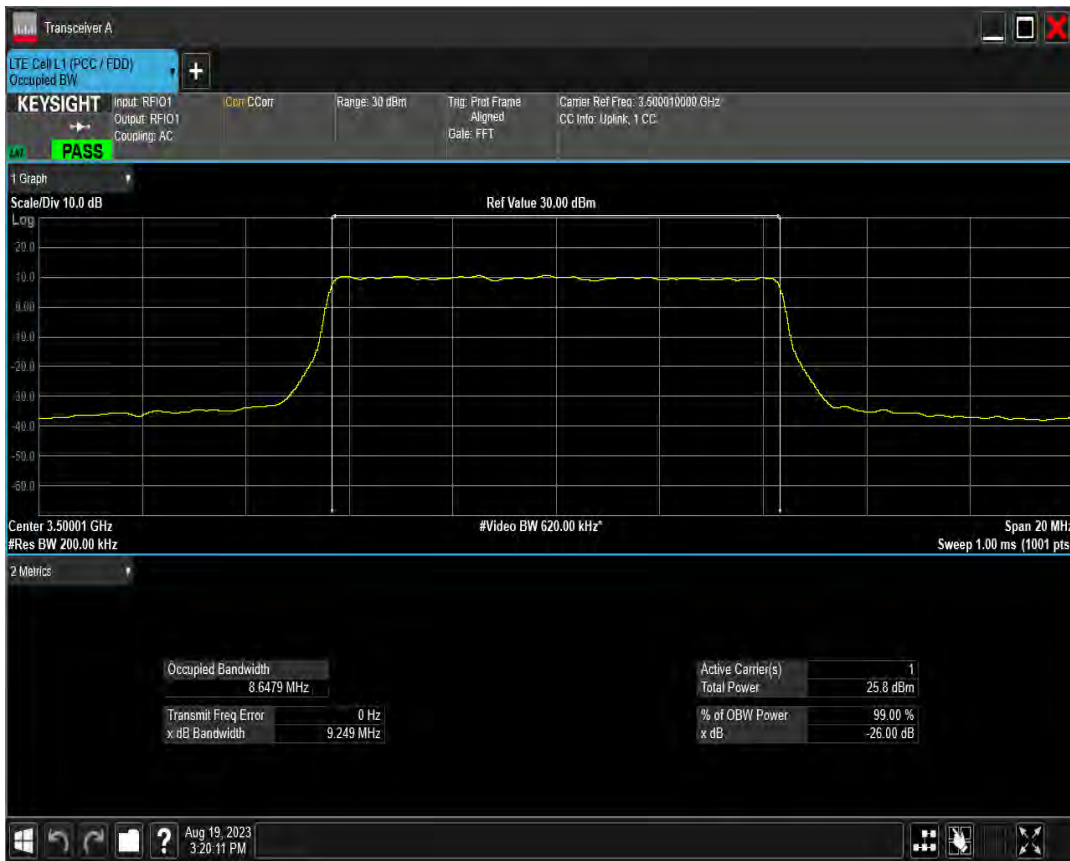 Transceiver A
LTE Cell L1 (PCC / FDD)
Occupied BW
+
KEYSIGHT
PASS
Input: RFIO1
Output: RFIO1
Coupling: AC
Corr CCorr
Range: 30 dBm
Trig: Prot Frame
Aligned
Gate: FFT
Carrier Ref Freq: 3.500010000 GHz
CC Info: Uplink, 1 CC
1 Graph
Scale/Div 10.0 dB
Ref Value 30.00 dBm
Log
20.0
10.0
0.00
-10.0
-20.0
-30.0
-40.0
-50.0
-60.0
Center 3.50001 GHz
#Video BW 620.00 kHz*
Span 20 MHz
#Res BW 200.00 kHz
Sweep 1.00 ms (1001 pts
2 Metrics
Occupied Bandwidth
8.6479 MHz
Transmit Freq Error 0 Hz
x dB Bandwidth 9.249 MHz
Active Carrier(s) 1
Total Power 25.8 dBm
% of OBW Power 99.00 %
x dB -26.00 dB
?
Aug 19, 2023
3:20:11 PM